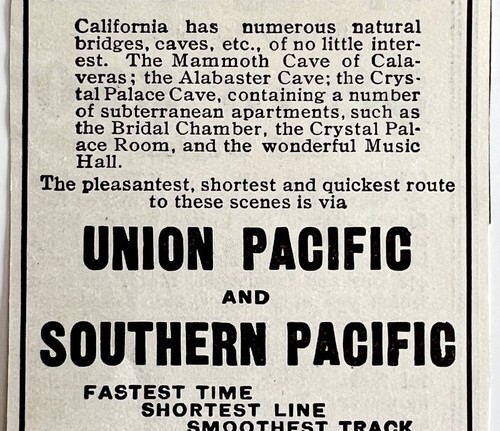 California has numerous natural
bridges, caves, etc., of no little inter-
est. The Mammoth Cave of Cala-
veras; the Alabaster Cave; the Crys-
tal Palace Cave, containing a number
of subterranean apartments, such as
the Bridal Chamber, the Crystal Pal-
ace Room, and the wonderful Music
Hall.
The pleasantest, shortest and quickest route
to these scenes is via
UNION PACIFIC
AND
SOUTHERN PACIFIC
FASTEST TIME
SHORTEST LINE
SMOOTHEST TRACK